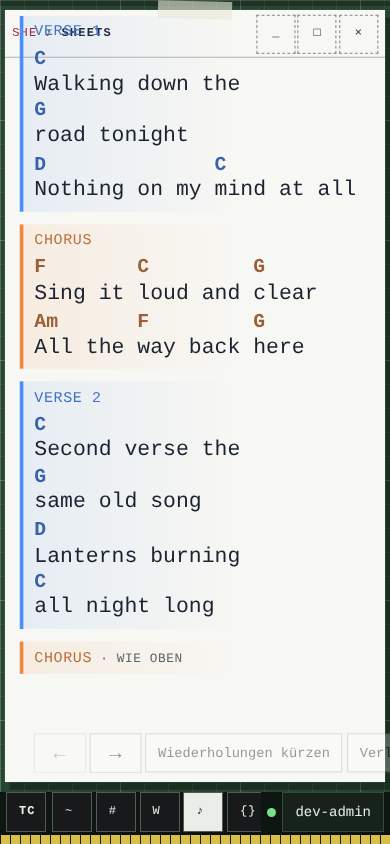 VERSE 1
SHEETS
_ □ ×
C
Walking down the
G
road tonight
D C
Nothing on my mind at all
CHORUS
F C G
Sing it loud and clear
Am F G
All the way back here
VERSE 2
C
Second verse the
G
same old song
D
Lanterns burning
C
all night long
CHORUS · WIE OBEN
← → Wiederholungen kürzen
TC ~ # W ♪ {} dev-admin